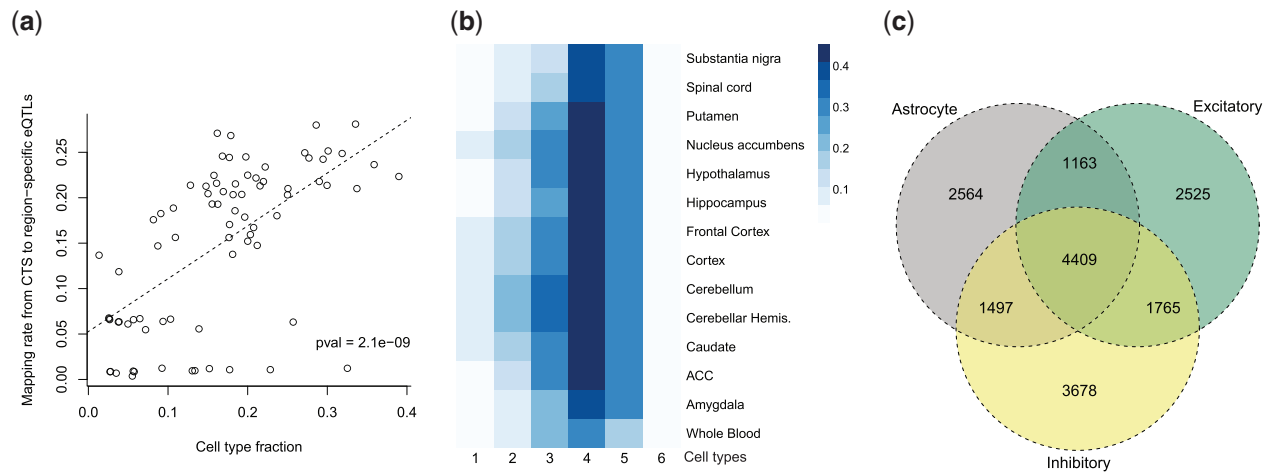 (a)
Mapping rate from CTS to region−specific eQTLs
0.25
0.20
0.15
0.10
0.05
0.00
pval = 2.1e−09
0.0 0.1 0.2 0.3 0.4
Cell type fraction
(b)
Substantia nigra
Spinal cord
Putamen
Nucleus accumbens
Hypothalamus
Hippocampus
Frontal Cortex
Cortex
Cerebellum
Cerebellar Hemis.
Caudate
ACC
Amygdala
Whole Blood
1 2 3 4 5 6 Cell types
0.4
0.3
0.2
0.1
(c)
Astrocyte
Excitatory
1163
2564
2525
4409
1497
1765
3678
Inhibitory